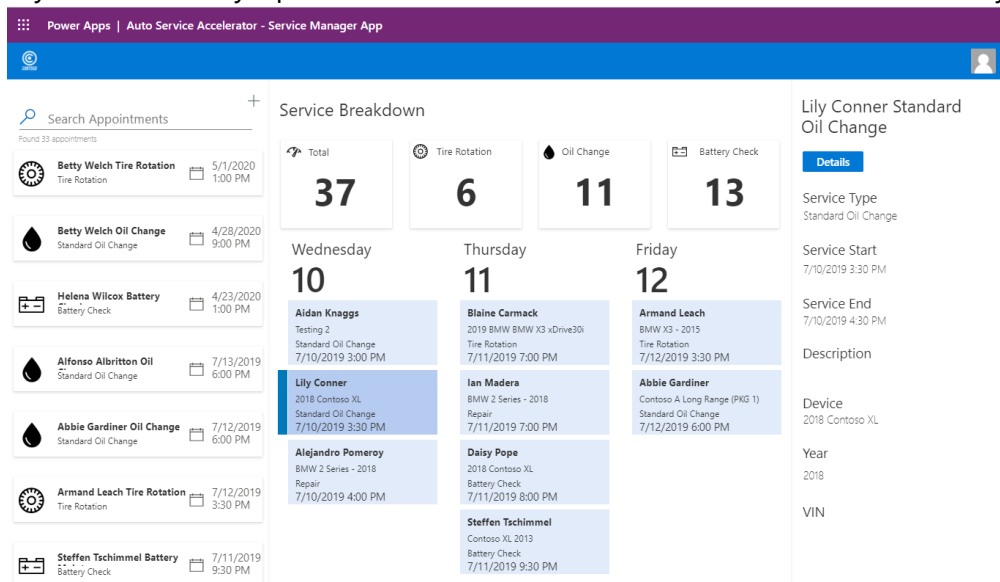 Power Apps | Auto Service Accelerator - Service Manager App
CONTOSO
Search Appointments
Found 33 appointments
Betty Welch Tire Rotation
Tire Rotation
5/1/2020
1:00 PM
Betty Welch Oil Change
Standard Oil Change
4/28/2020
9:00 PM
Helena Wilcox Battery
Battery Check
4/23/2020
1:00 PM
Alfonso Albritton Oil
Standard Oil Change
7/13/2019
6:00 PM
Abbie Gardiner Oil Change
Standard Oil Change
7/12/2019
6:00 PM
Armand Leach Tire Rotation
Tire Rotation
7/12/2019
3:30 PM
Steffen Tschimmel Battery
Battery Check
7/11/2019
9:30 PM
Service Breakdown
Total
37
Tire Rotation
6
Oil Change
11
Battery Check
13
Wednesday
10
Aidan Knaggs
Testing 2
Standard Oil Change
7/10/2019 3:00 PM
Lily Conner
2018 Contoso XL
Standard Oil Change
7/10/2019 3:30 PM
Alejandro Pomeroy
BMW 2 Series - 2018
Repair
7/10/2019 4:00 PM
Thursday
11
Blaine Carmack
2019 BMW BMW X3 xDrive30i
Tire Rotation
7/11/2019 7:00 PM
Ian Madera
BMW 2 Series - 2018
Repair
7/11/2019 7:00 PM
Daisy Pope
2018 Contoso XL
Battery Check
7/11/2019 8:00 PM
Steffen Tschimmel
Contoso XL 2013
Battery Check
7/11/2019 9:30 PM
Friday
12
Armand Leach
BMW X3 - 2015
Tire Rotation
7/12/2019 3:30 PM
Abbie Gardiner
Contoso A Long Range (PKG 1)
Standard Oil Change
7/12/2019 6:00 PM
Lily Conner Standard
Oil Change
Details
Service Type
Standard Oil Change
Service Start
7/10/2019 3:30 PM
Service End
7/10/2019 4:30 PM
Description
Device
2018 Contoso XL
Year
2018
VIN